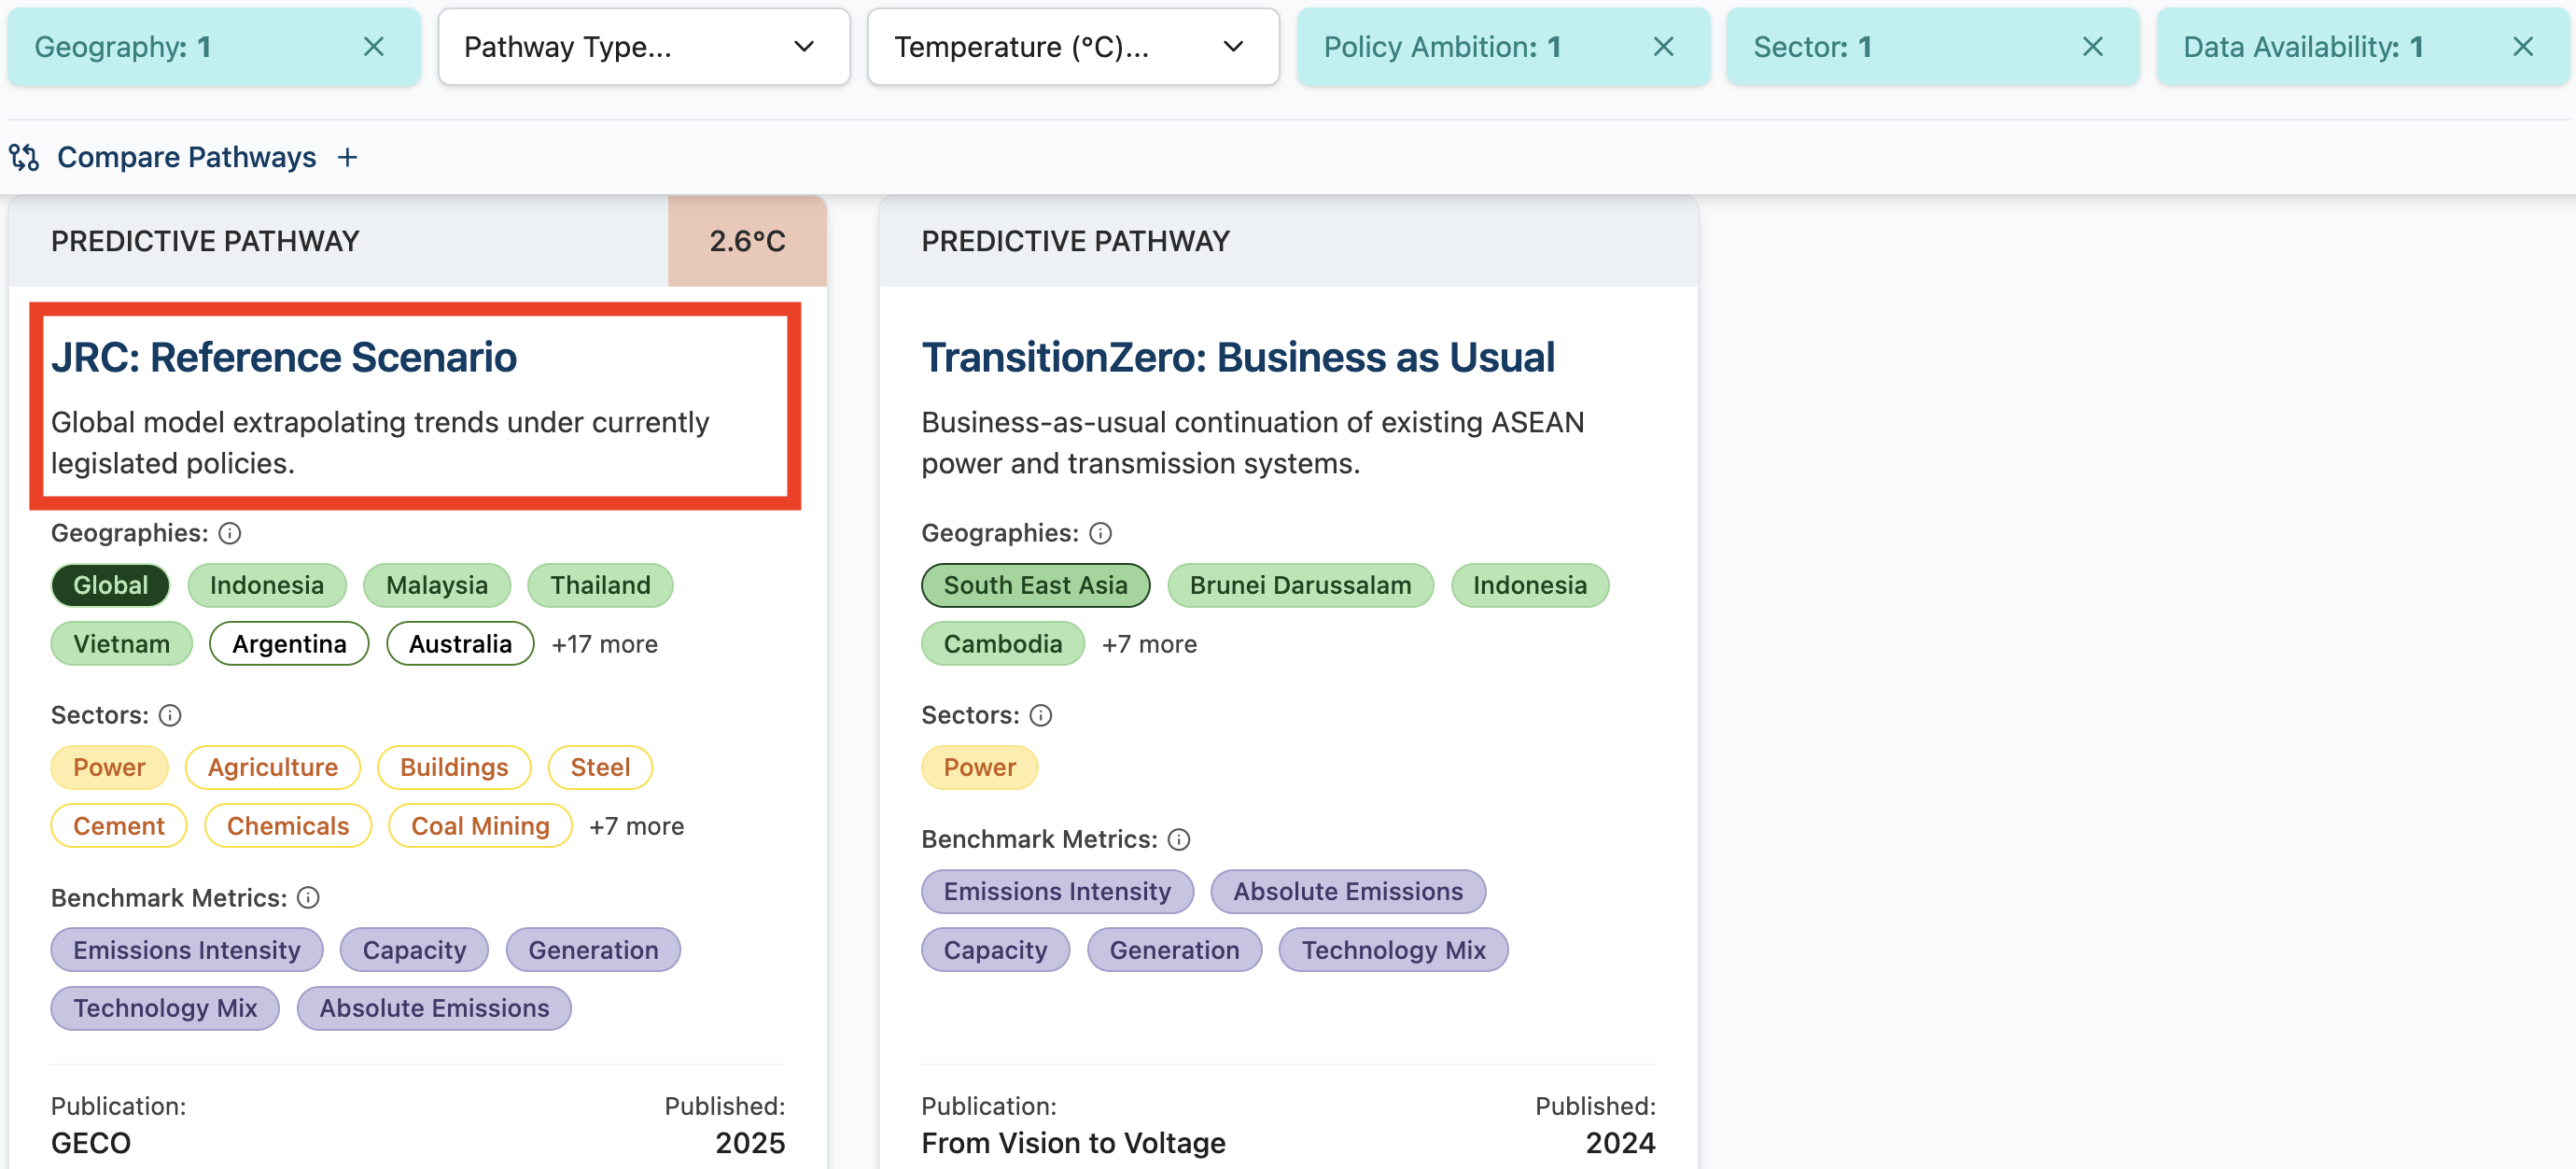 Geography: 1
Pathway Type...
Temperature (°C)...
Policy Ambition: 1
Sector: 1
Data Availability: 1
Compare Pathways +
PREDICTIVE PATHWAY
2.6°C
JRC: Reference Scenario
Global model extrapolating trends under currently
legislated policies.
Geographies:
Global Indonesia Malaysia Thailand
Vietnam Argentina Australia +17 more
Sectors:
Power Agriculture Buildings Steel
Cement Chemicals Coal Mining +7 more
Benchmark Metrics:
Emissions Intensity Capacity Generation
Technology Mix Absolute Emissions
Publication: Published:
GECO 2025
PREDICTIVE PATHWAY
TransitionZero: Business as Usual
Business-as-usual continuation of existing ASEAN
power and transmission systems.
Geographies:
South East Asia Brunei Darussalam Indonesia
Cambodia +7 more
Sectors:
Power
Benchmark Metrics:
Emissions Intensity Absolute Emissions
Capacity Generation Technology Mix
Publication: Published:
From Vision to Voltage 2024